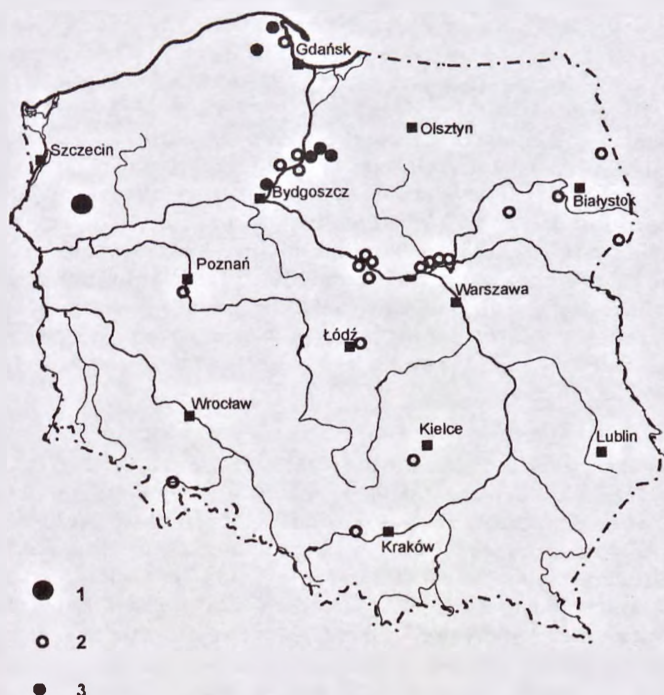 Gdańsk
Olsztyn
Szczecin
Bydgoszcz
Białystok
Poznań
Warszawa
Łódź
Wrocław
Kielce
Lublin
Kraków
1
2
3